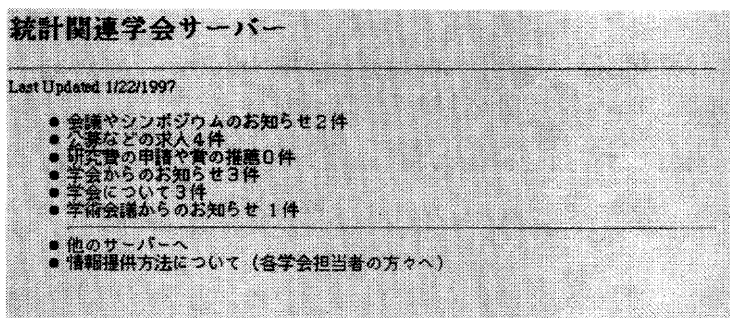 統計関連学会サーバー
Last Updated 1/22/1997
会議やシンポジウムのお知らせ2件
公募などの求人4件
研究費の申請や賞の推薦0件
学会からのお知らせ3件
学会について3件
学術会議からのお知らせ 1件
他のサーバーへ
情報提供方法について（各学会担当者の方々へ）